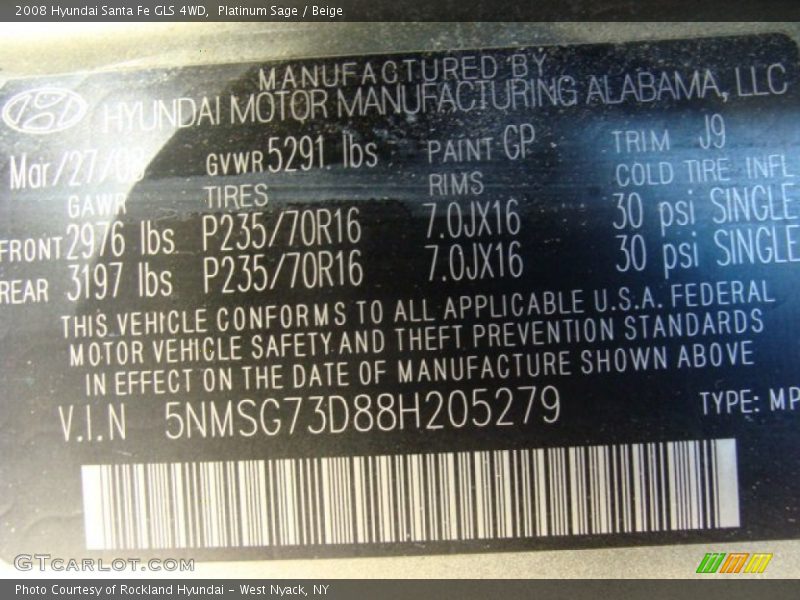 2008 Hyundai Santa Fe GLS 4WD, Platinum Sage / Beige
MANUFACTURED BY
HYUNDAI MOTOR MANUFACTURING ALABAMA, LLC
Mar/27/08 GVWR 5291 lbs PAINT GP TRIM J9
GAWR TIRES RIMS COLD TIRE INFL
FRONT 2976 lbs P235/70R16 7.0JX16 30 psi SINGLE
REAR 3197 lbs P235/70R16 7.0JX16 30 psi SINGLE
THIS VEHICLE CONFORMS TO ALL APPLICABLE U.S.A. FEDERAL
MOTOR VEHICLE SAFETY AND THEFT PREVENTION STANDARDS
IN EFFECT ON THE DATE OF MANUFACTURE SHOWN ABOVE
V.I.N 5NMSG73D88H205279 TYPE: MP
GTCARLOT.COM
Photo Courtesy of Rockland Hyundai - West Nyack, NY